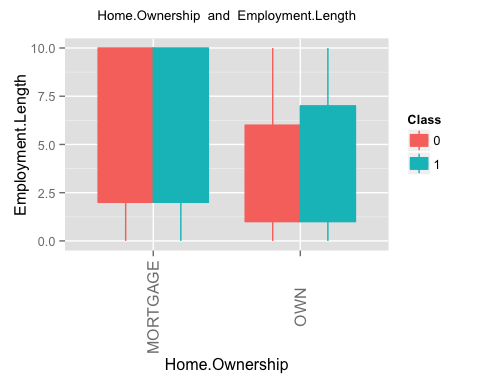 Home.Ownership and Employment.Length
Employment.Length
10.0
7.5
5.0
2.5
0.0
Class
0
1
MORTGAGE
OWN
Home.Ownership